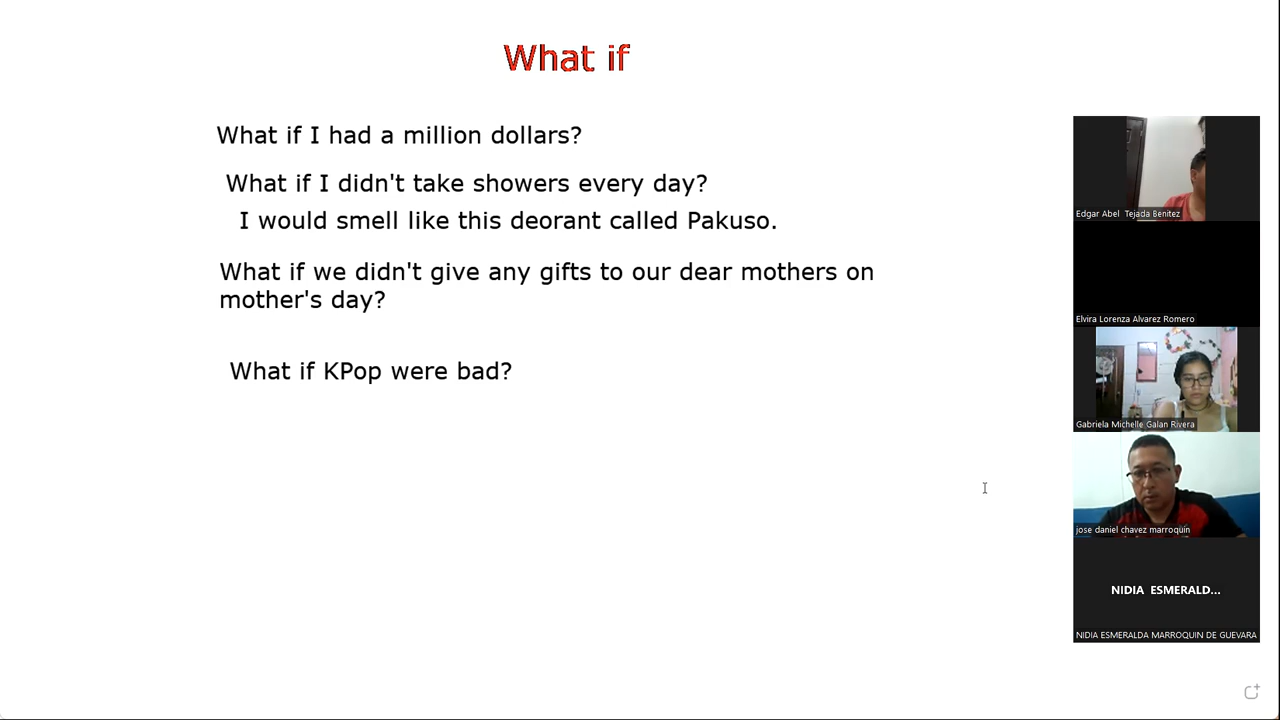 What if
What if I had a million dollars?
What if I didn't take showers every day?
I would smell like this deorant called Pakuso.
What if we didn't give any gifts to our dear mothers on
mother's day?
What if KPop were bad?
Edgar Abel Tejada Benitez
Elvira Lorenza Alvarez Romero
Gabriela Michelle Galan Rivera
jose daniel chavez marroquin
NIDIA ESMERALD...
NIDIA ESMERALDA MARROQUIN DE GUEVARA